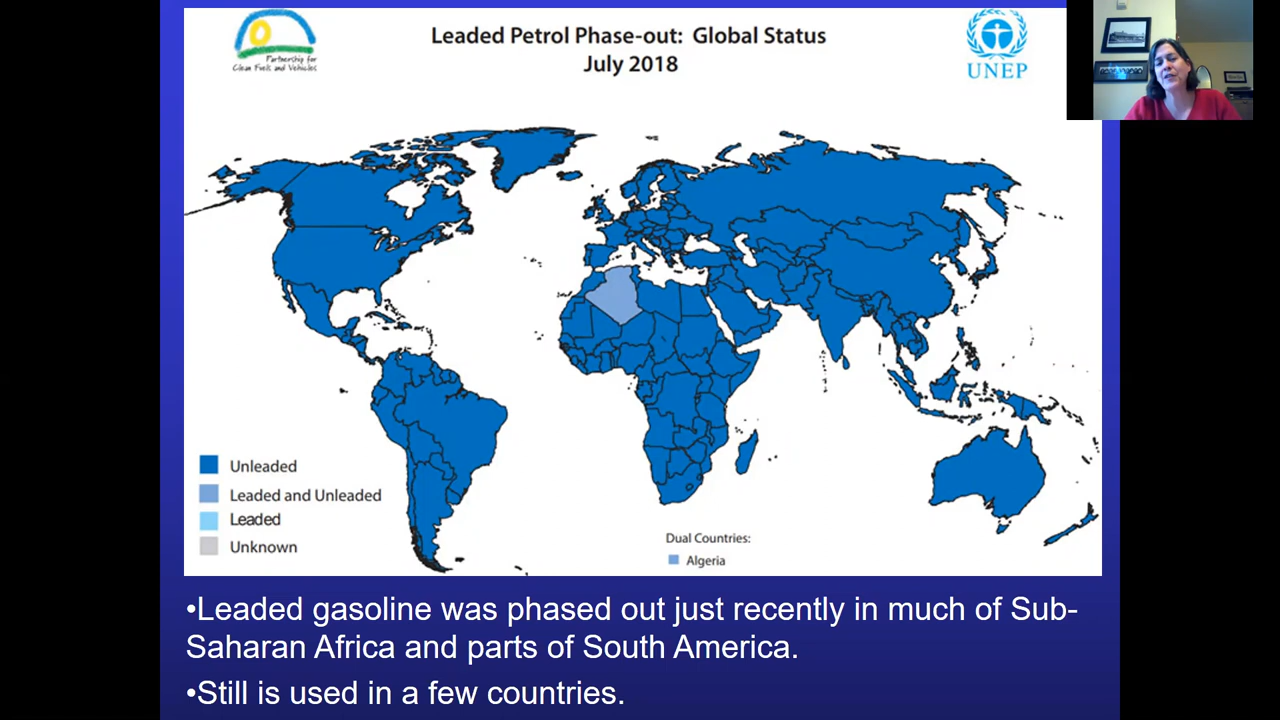 Leaded Petrol Phase-out: Global Status
July 2018
Partnership for
Clean Fuels and Vehicles
UNEP
Unleaded
Leaded and Unleaded
Leaded
Unknown
Dual Countries:
Algeria
•Leaded gasoline was phased out just recently in much of Sub-
Saharan Africa and parts of South America.
•Still is used in a few countries.